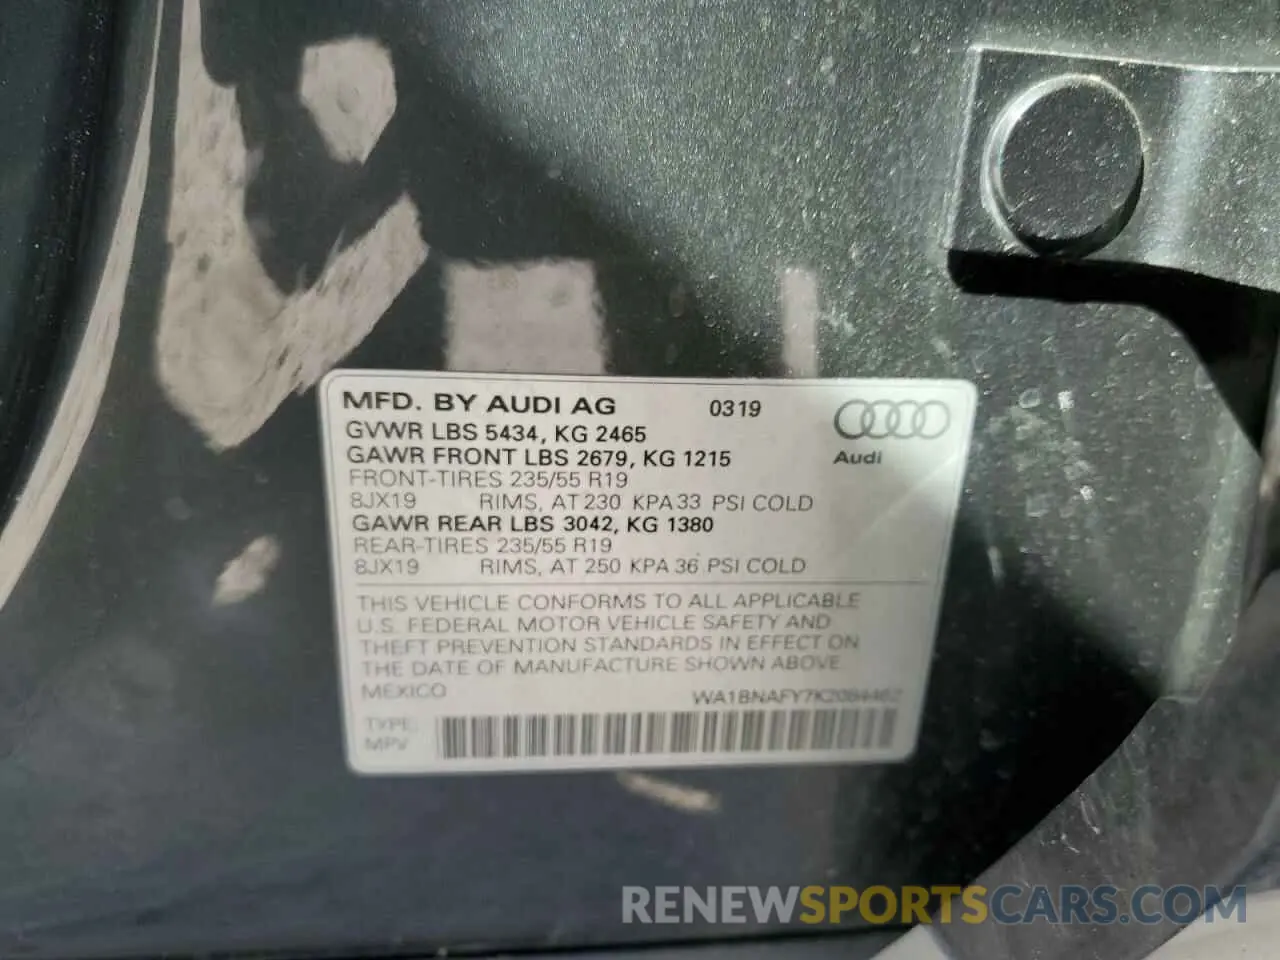 MFD. BY AUDI AG 0319
GVWR LBS 5434, KG 2465
GAWR FRONT LBS 2679, KG 1215
Audi
FRONT-TIRES 235/55 R19
8JX19 RIMS, AT 230 KPA 33 PSI COLD
GAWR REAR LBS 3042, KG 1380
REAR-TIRES 235/55 R19
8JX19 RIMS, AT 250 KPA 36 PSI COLD
THIS VEHICLE CONFORMS TO ALL APPLICABLE
U.S. FEDERAL MOTOR VEHICLE SAFETY AND
THEFT PREVENTION STANDARDS IN EFFECT ON
THE DATE OF MANUFACTURE SHOWN ABOVE
MEXICO WA1BNAFY7K2084462
TYPE:
MPV
RENEWSPORTSCARS.COM